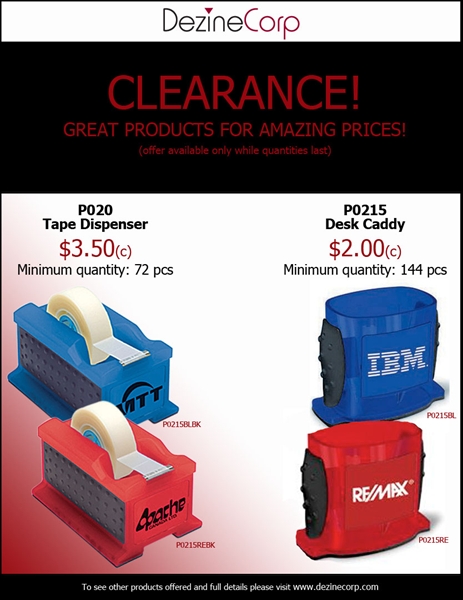 DezineCorp
CLEARANCE!
GREAT PRODUCTS FOR AMAZING PRICES!
(offer available only while quantities last)
P020
Tape Dispenser
$3.50(c)
Minimum quantity: 72 pcs
MTT
P0215BLBK
Apache
P0215REBK
P0215
Desk Caddy
$2.00(c)
Minimum quantity: 144 pcs
IBM
P0215BL
RE/MAX®
P0215RE
To see other products offered and full details please visit www.dezinecorp.com